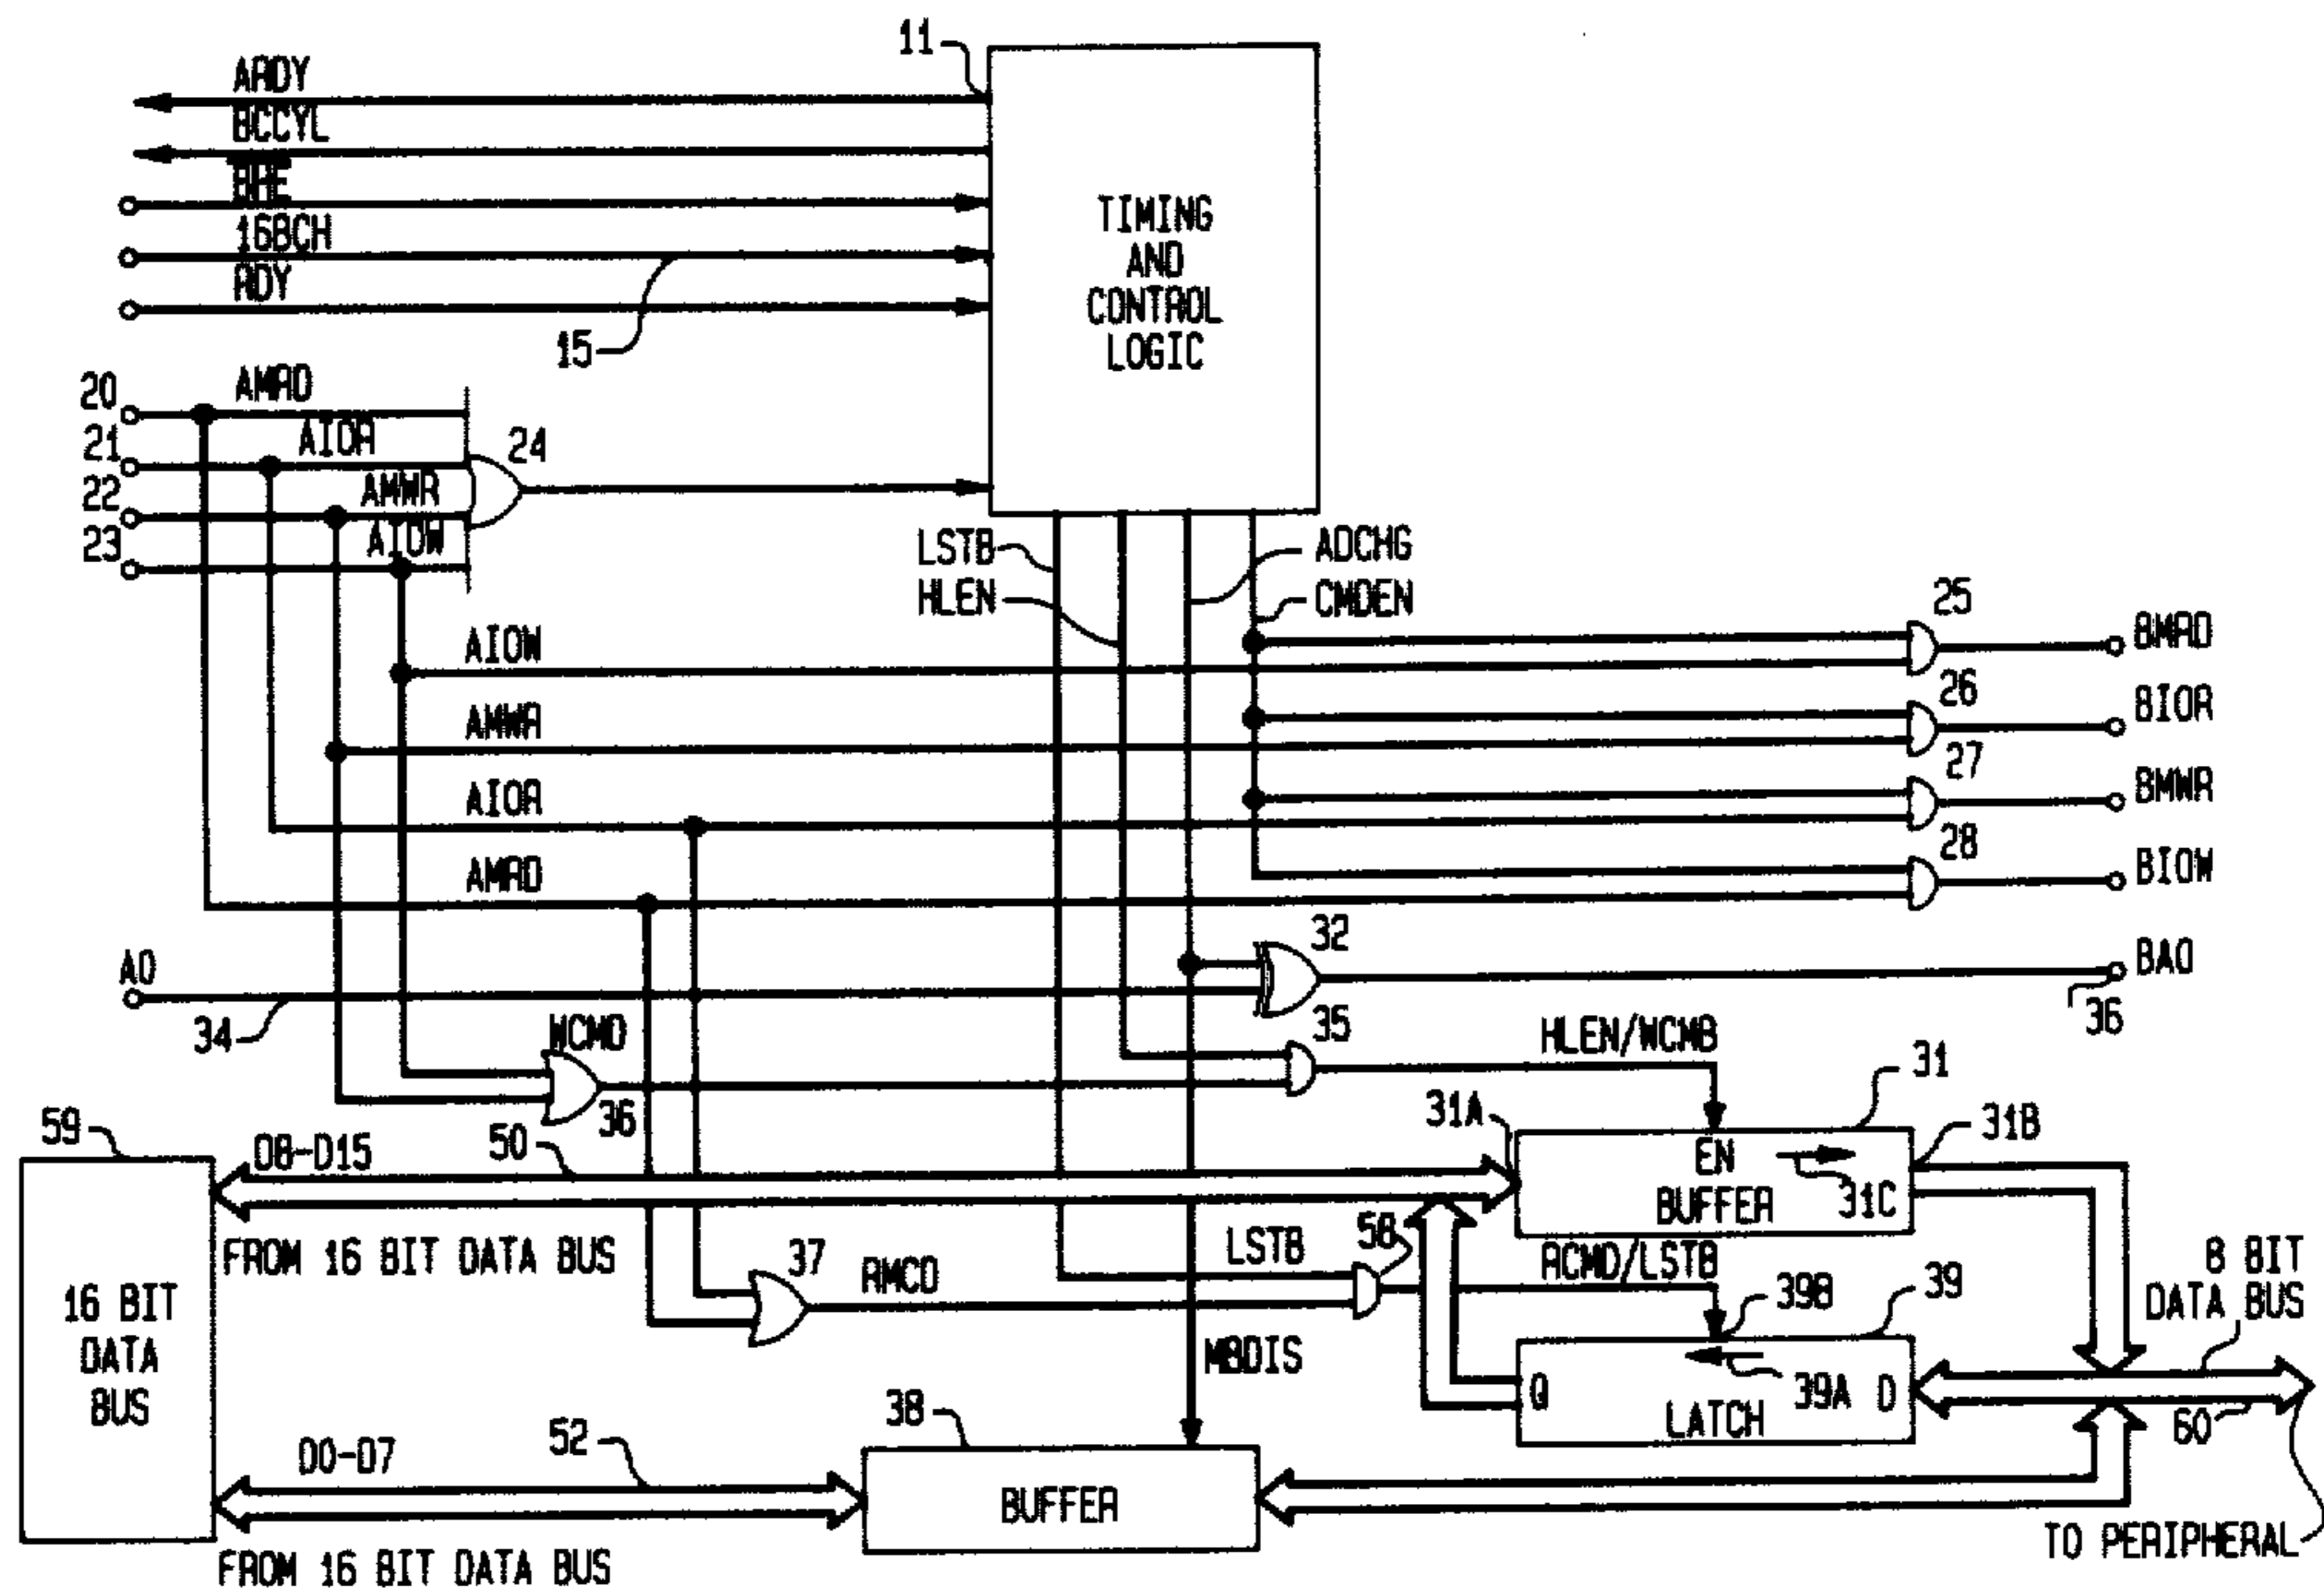 11
ARDY
BCCYL
BHE
16BCH
RDY
15
TIMING
AND
CONTROL
LOGIC
20
AMRD
21
AIOR
24
22
AMWR
23
AIOW
LSTB
ADCHG
HLEN
CMDEN
25
AIOW
BMRD
26
AMWR
BIOR
27
AIOR
BMWR
28
AMRD
BIOW
32
A0
BAO
34
35
36
WCMD
HLEN/WCMB
31
36
31A
31B
59
08-D15
50
EN
31C
BUFFER
FROM 16 BIT DATA BUS
37
LSTB
58
RCMD/LSTB
8 BIT
DATA BUS
16 BIT
DATA
BUS
RMCD
39B
39
MBDIS
Q
39A
D
LATCH
60
38
D0-D7
52
BUFFER
TO PERIPHERAL
FROM 16 BIT DATA BUS